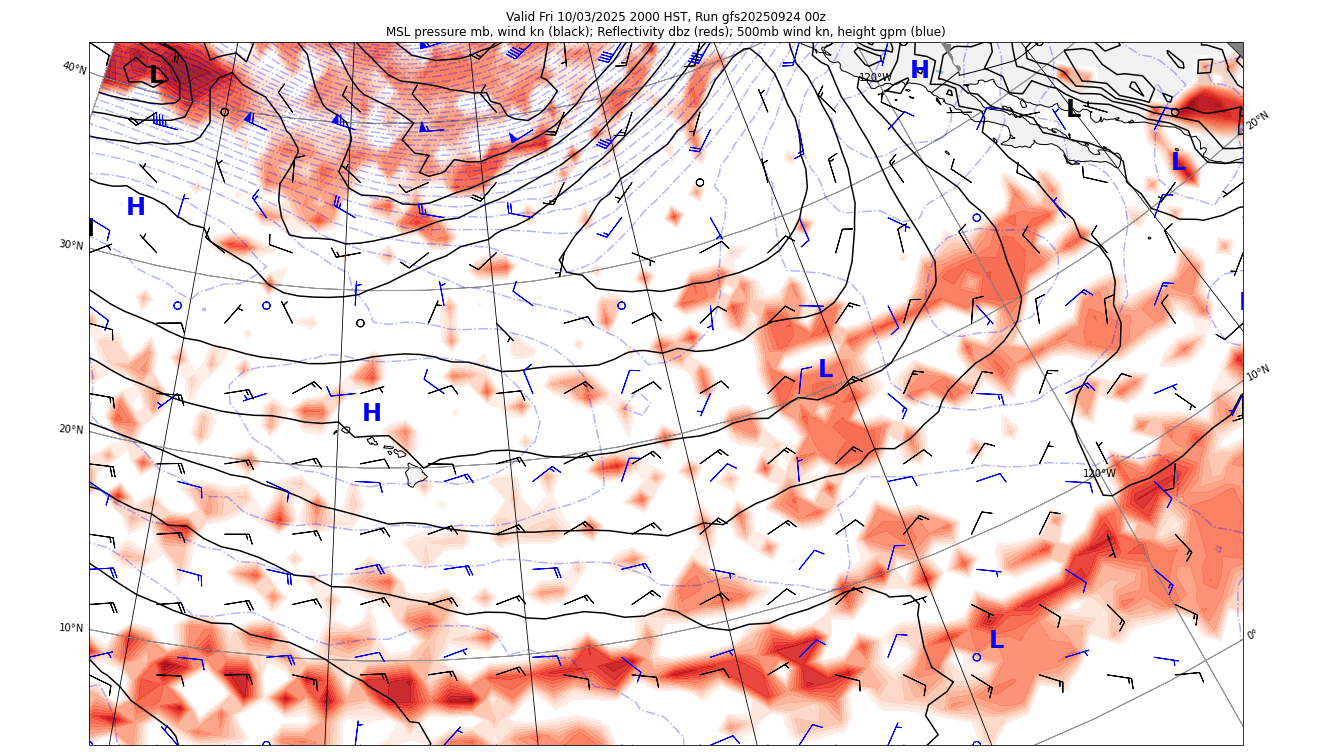 Valid Fri 10/03/2025 2000 HST, Run gfs20250924 00z
MSL pressure mb, wind kn (black); Reflectivity dbz (reds); 500mb wind kn, height gpm (blue)
40°N
L
120°W
H
L
20°N
L
H
30°N
L
10°N
H
20°N
120°W
10°N
L
0°